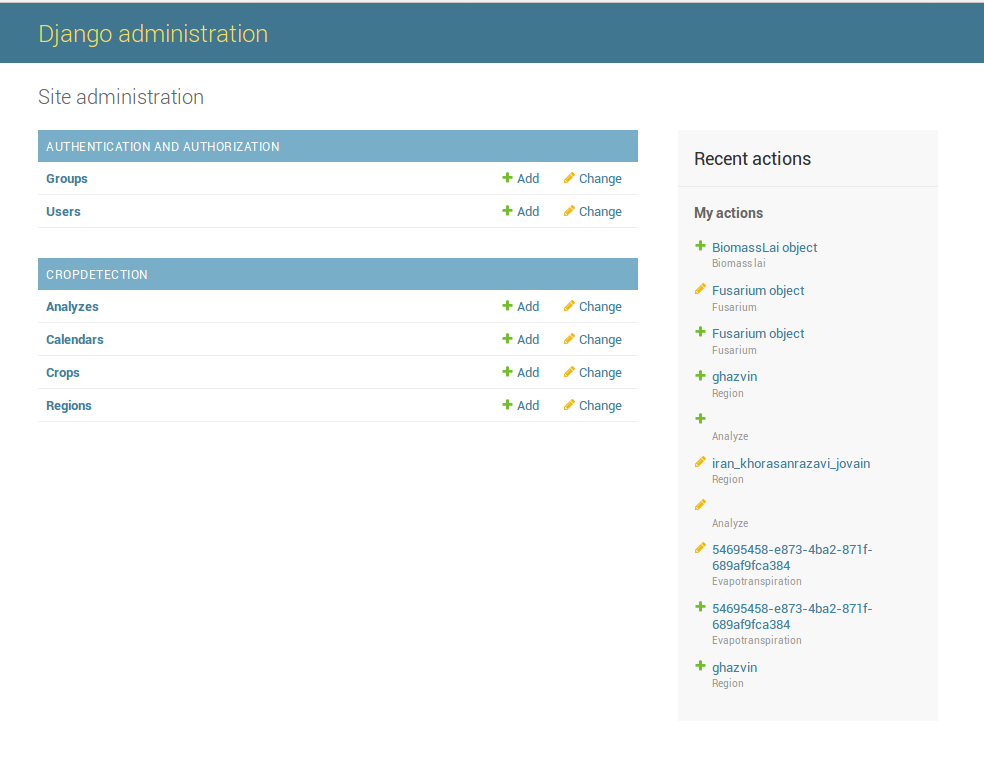 Django administration
Site administration
AUTHENTICATION AND AUTHORIZATION
Groups Add Change
Users Add Change
CROPDETECTION
Analyzes Add Change
Calendars Add Change
Crops Add Change
Regions Add Change
Recent actions
My actions
BiomassLai object
Biomass lai
Fusarium object
Fusarium
Fusarium object
Fusarium
ghazvin
Region
Analyze
iran_khorasanrazavi_jovain
Region
Analyze
54695458-e873-4ba2-871f-
689af9fca384
Evapotranspiration
54695458-e873-4ba2-871f-
689af9fca384
Evapotranspiration
ghazvin
Region